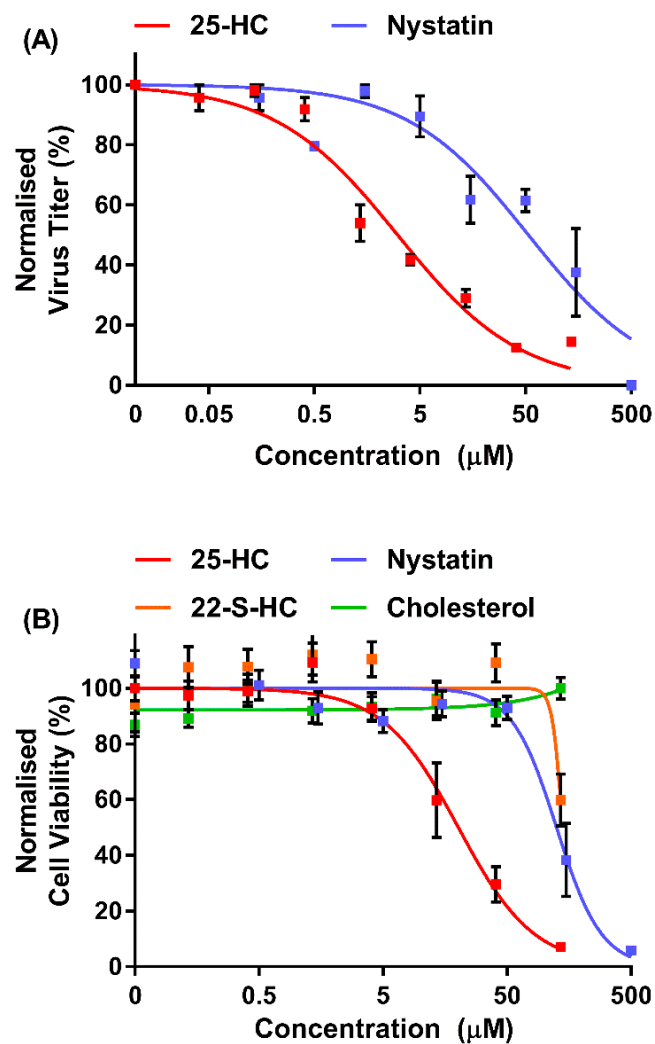 (A)
25-HC Nystatin
Normalised
Virus Titer (%)
100
80
60
40
20
0
0 0.05 0.5 5 50 500
Concentration (μM)
25-HC Nystatin
(B) 22-S-HC Cholesterol
Normalised
Cell Viability (%)
100
80
60
40
20
0
0 0.5 5 50 500
Concentration (μM)